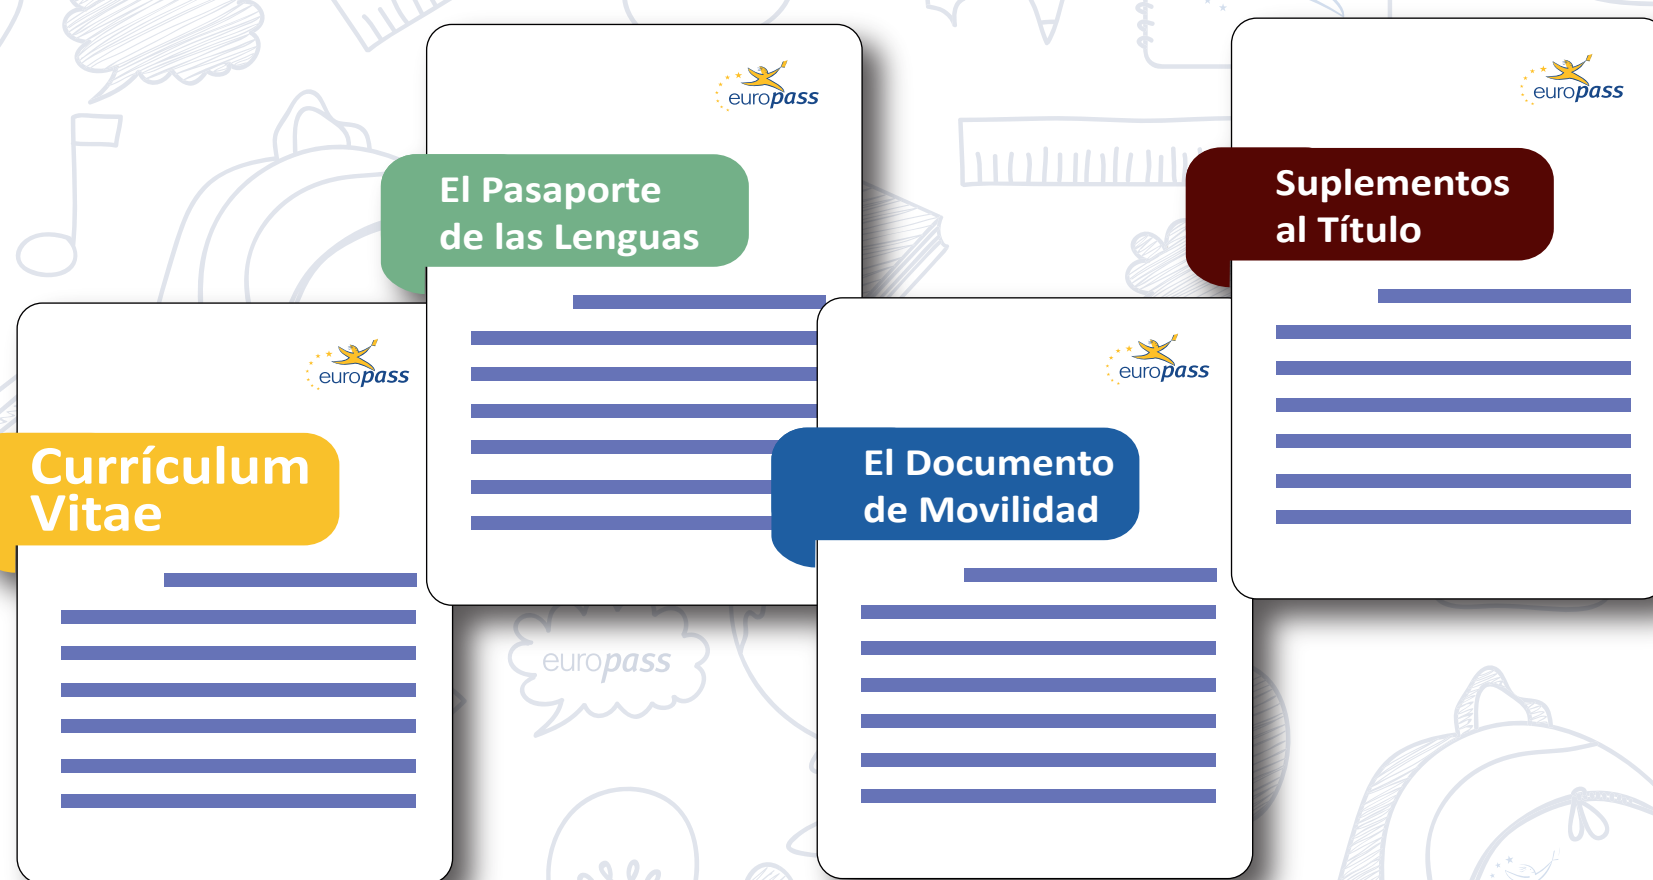 europass
Currículum
Vitae
europass
El Pasaporte
de las Lenguas
europass
El Documento
de Movilidad
europass
Suplementos
al Título
europass